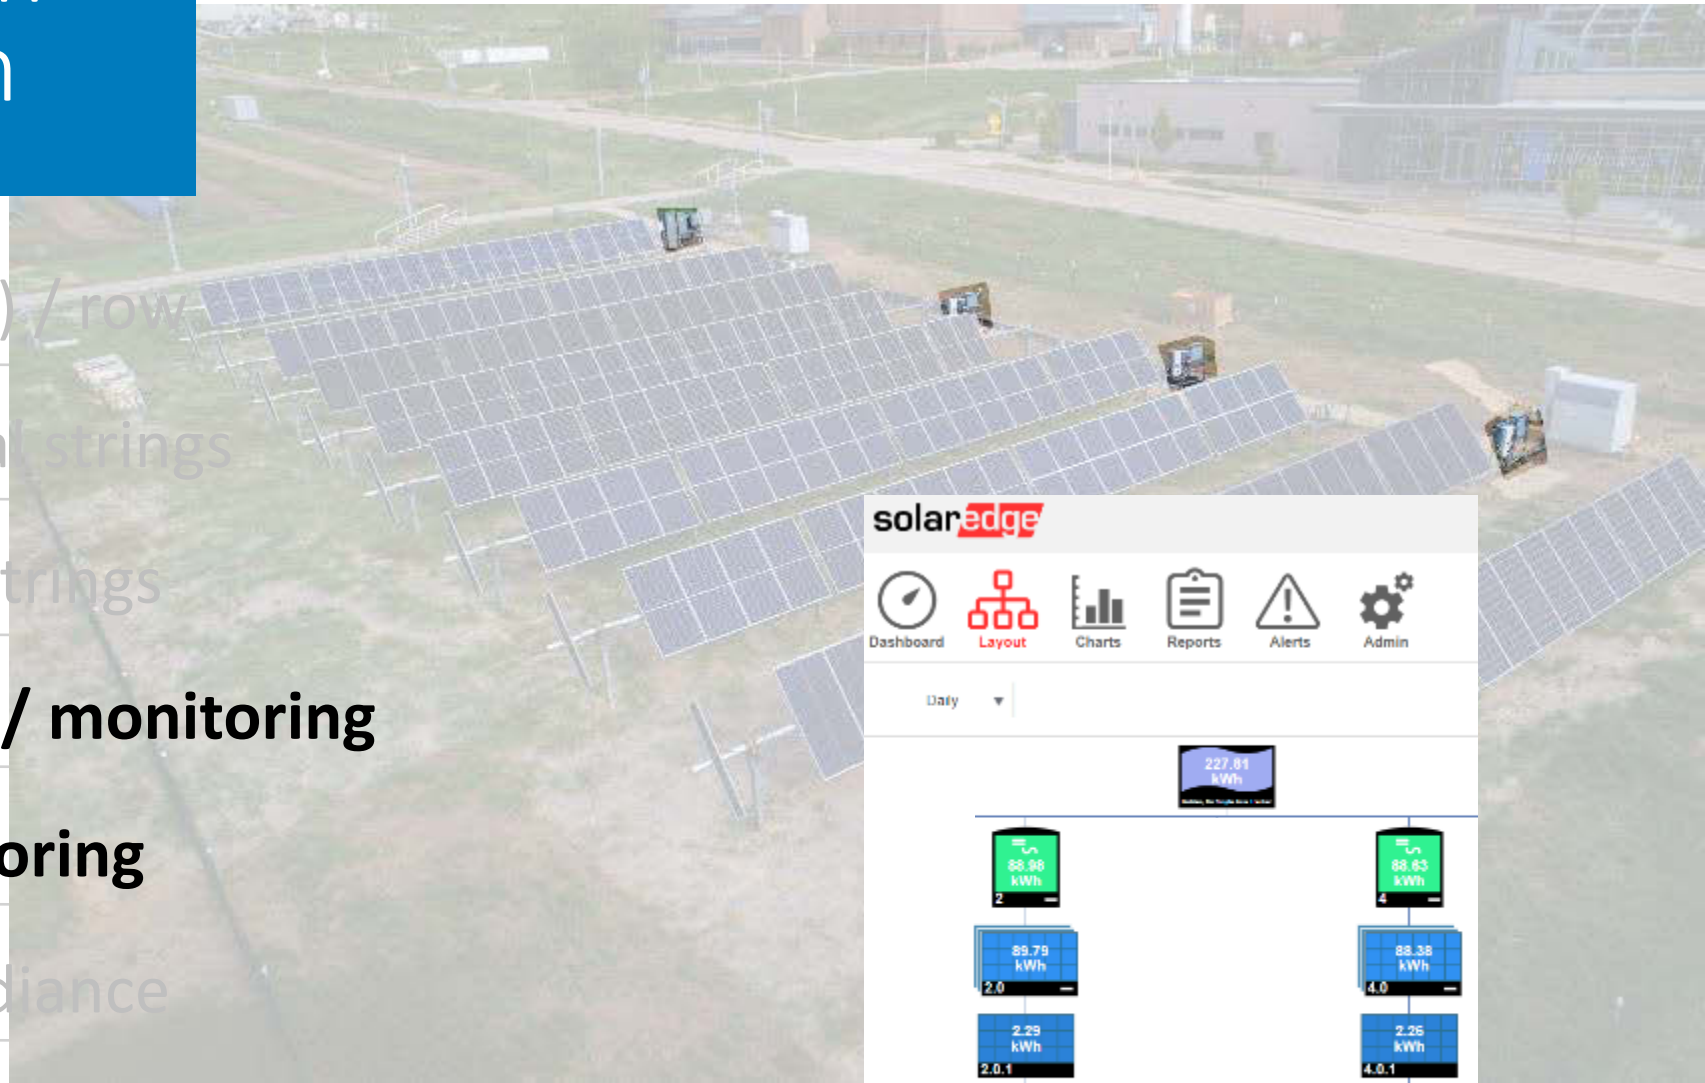 n
) / row
al strings
trings
/ monitoring
oring
diance
solaredge
Dashboard
Layout
Charts
Reports
Alerts
Admin
Daily
227.81
kWh
88.98
kWh
2
88.63
kWh
4
89.79
kWh
2.0
88.38
kWh
4.0
2.29
kWh
2.0.1
2.26
kWh
4.0.1